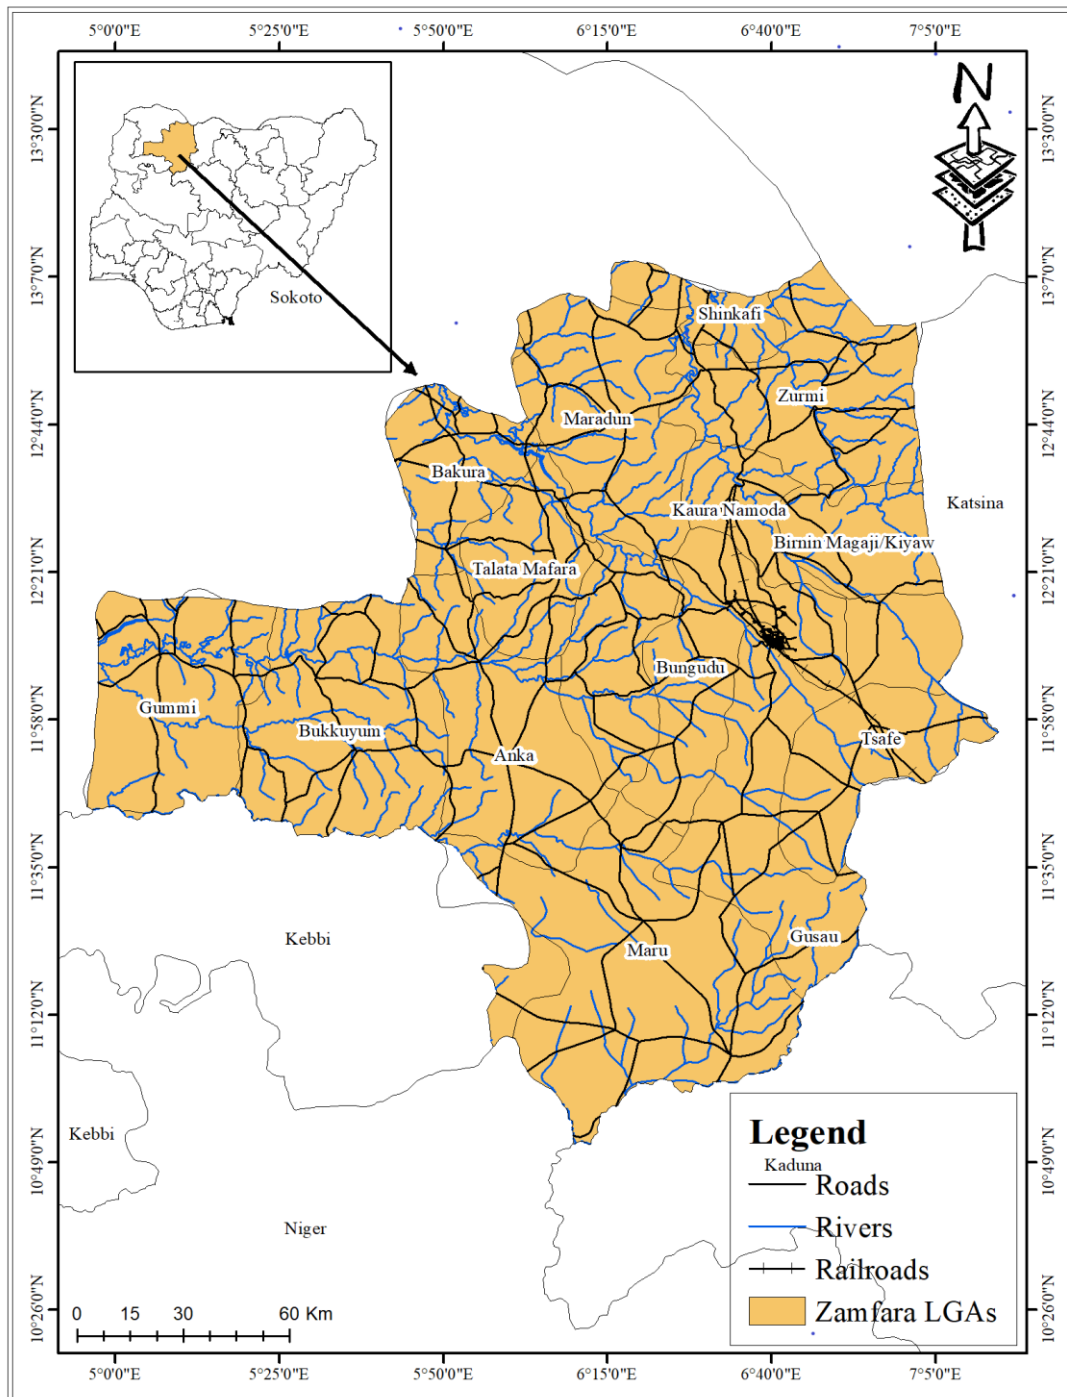 5°0'0"E 5°25'0"E 5°50'0"E 6°15'0"E 6°40'0"E 7°5'0"E
N
13°30'0"N 13°30'0"N
13°7'0"N 13°7'0"N
Sokoto
Shinkafi
Zurmi
Maradun
12°44'0"N 12°44'0"N
Bakura
Katsina
Kaura Namoda
Birnin Magaji/Kiyaw
Talata Mafara
12°21'0"N 12°21'0"N
Bungudu
Gummi
11°58'0"N 11°58'0"N
Bukkuyum
Tsafe
Anka
11°35'0"N 11°35'0"N
Kebbi
Gusau
Maru
11°12'0"N 11°12'0"N
Kebbi
Legend
10°49'0"N 10°49'0"N
Kaduna
Roads
Niger
Rivers
Railroads
Zamfara LGAs
0 15 30 60 Km
10°26'0"N 10°26'0"N
5°0'0"E 5°25'0"E 5°50'0"E 6°15'0"E 6°40'0"E 7°5'0"E